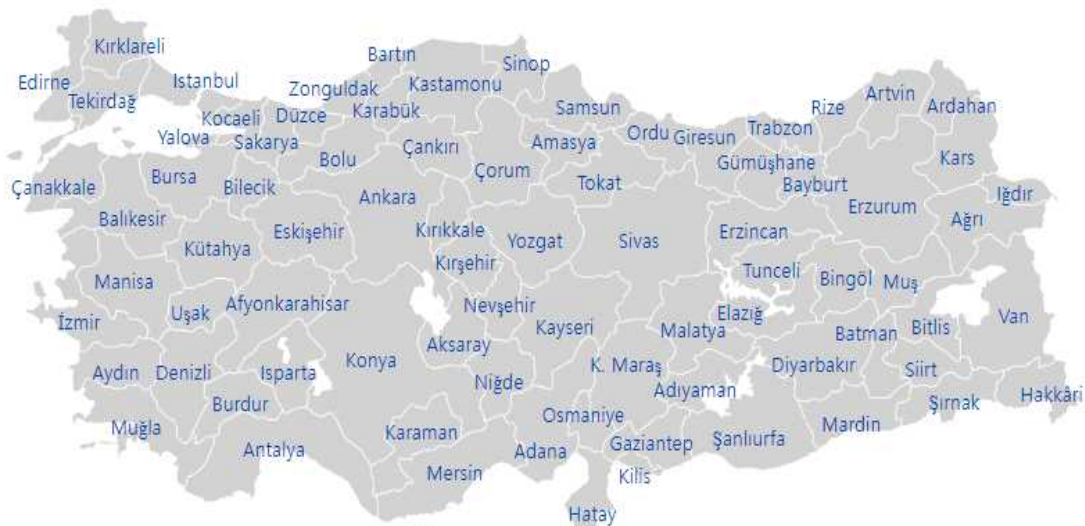 Kırklareli
Edirne
Tekirdağ
Istanbul
Kocaeli
Yalova
Sakarya
Düzce
Zonguldak
Bartın
Karabük
Kastamonu
Sinop
Samsun
Ordu
Giresun
Trabzon
Rize
Artvin
Ardahan
Çanakkale
Bursa
Bilecik
Bolu
Çankırı
Çorum
Amasya
Tokat
Gümüşhane
Bayburt
Kars
Iğdır
Balıkesir
Kütahya
Eskişehir
Ankara
Kırıkkale
Yozgat
Sivas
Erzincan
Erzurum
Ağrı
Manisa
Uşak
Afyonkarahisar
Kırşehir
Nevşehir
Kayseri
Malatya
Elazığ
Tunceli
Bingöl
Muş
Bitlis
Van
İzmir
Aydın
Denizli
Isparta
Burdur
Konya
Aksaray
Niğde
K. Maraş
Adıyaman
Diyarbakır
Batman
Siirt
Şırnak
Hakkâri
Muğla
Antalya
Karaman
Mersin
Adana
Osmaniye
Gaziantep
Kilis
Şanlıurfa
Mardin
Hatay